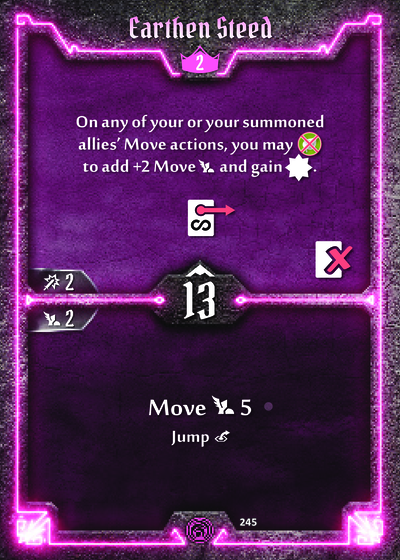 Earthen Steed
2
On any of your or your summoned
allies' Move actions, you may
to add +2 Move and gain .
2
13
2
Move 5
Jump
245